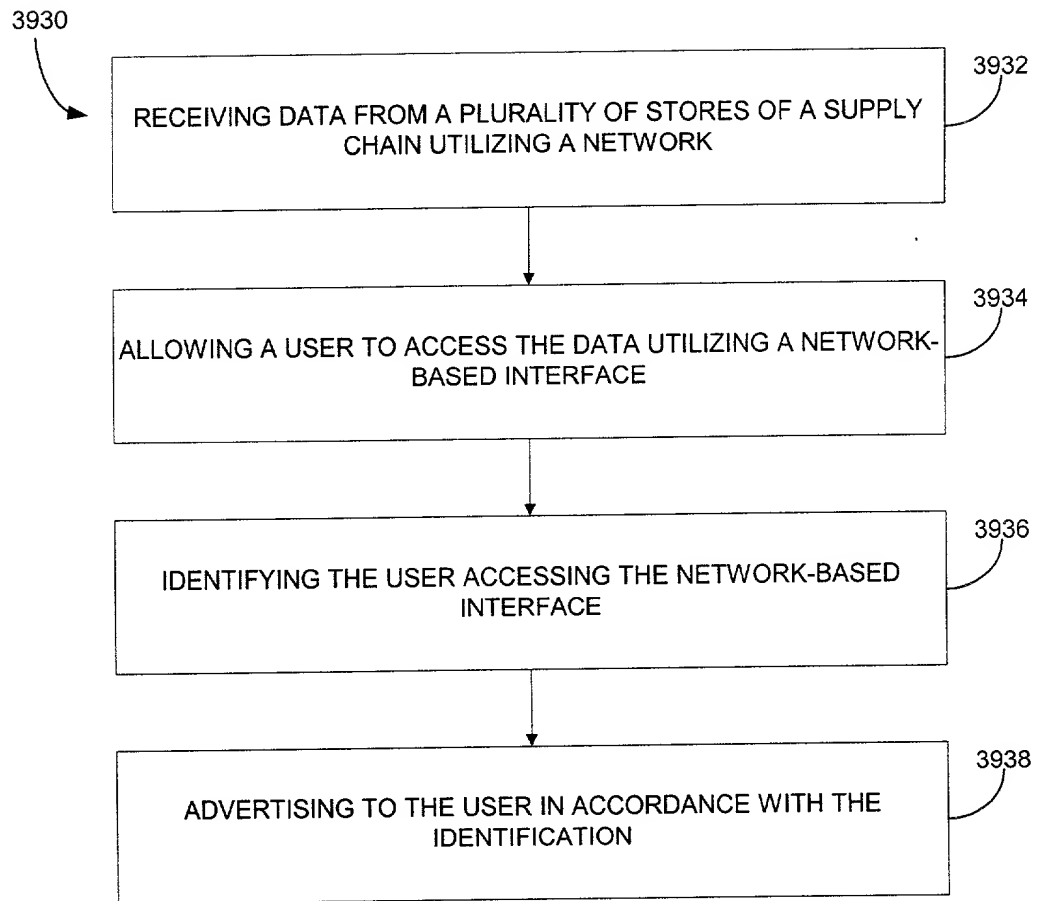 3930
3932
RECEIVING DATA FROM A PLURALITY OF STORES OF A SUPPLY
CHAIN UTILIZING A NETWORK
3934
ALLOWING A USER TO ACCESS THE DATA UTILIZING A NETWORK-
BASED INTERFACE
3936
IDENTIFYING THE USER ACCESSING THE NETWORK-BASED
INTERFACE
3938
ADVERTISING TO THE USER IN ACCORDANCE WITH THE
IDENTIFICATION